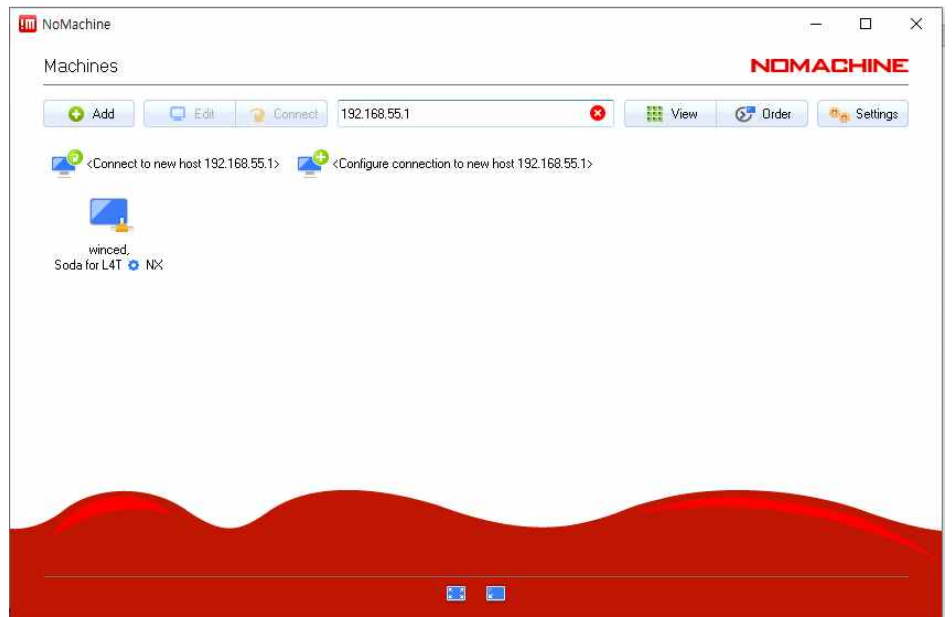 NoMachine
Machines
NOMACHINE
Add
Edit
Connect
192.168.55.1
View
Order
Settings
<Connect to new host 192.168.55.1>
<Configure connection to new host 192.168.55.1>
winced,
Soda for L4T NX